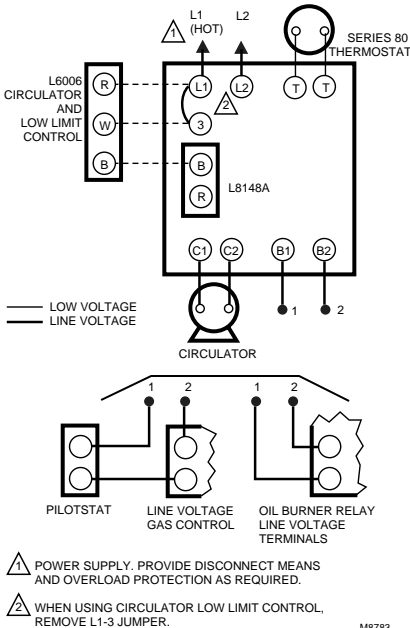 1
L1
(HOT)
L2
SERIES 80
THERMOSTAT
L6006
CIRCULATOR
AND
LOW LIMIT
CONTROL
R
W
B
L1
L2
T
T
2
3
B
R
L8148A
C1
C2
B1
B2
1
2
LOW VOLTAGE
LINE VOLTAGE
CIRCULATOR
1
2
1
2
PILOTSTAT
LINE VOLTAGE
GAS CONTROL
OIL BURNER RELAY
LINE VOLTAGE
TERMINALS
1 POWER SUPPLY. PROVIDE DISCONNECT MEANS
AND OVERLOAD PROTECTION AS REQUIRED.
2 WHEN USING CIRCULATOR LOW LIMIT CONTROL,
REMOVE L1-3 JUMPER.
M8783